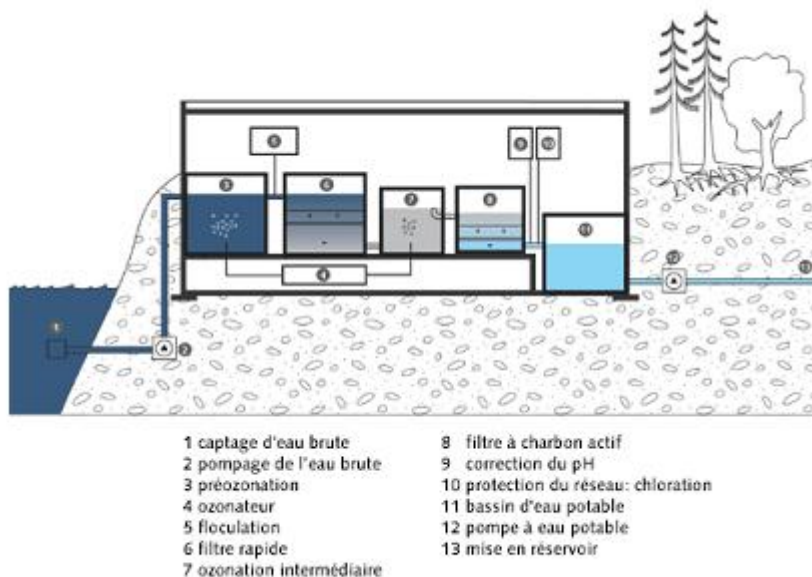 1 captage d'eau brute
2 pompage de l'eau brute
3 préozonation
4 ozonateur
5 floculation
6 filtre rapide
7 ozonation intermédiaire
8 filtre à charbon actif
9 correction du pH
10 protection du réseau: chloration
11 bassin d'eau potable
12 pompe à eau potable
13 mise en réservoir